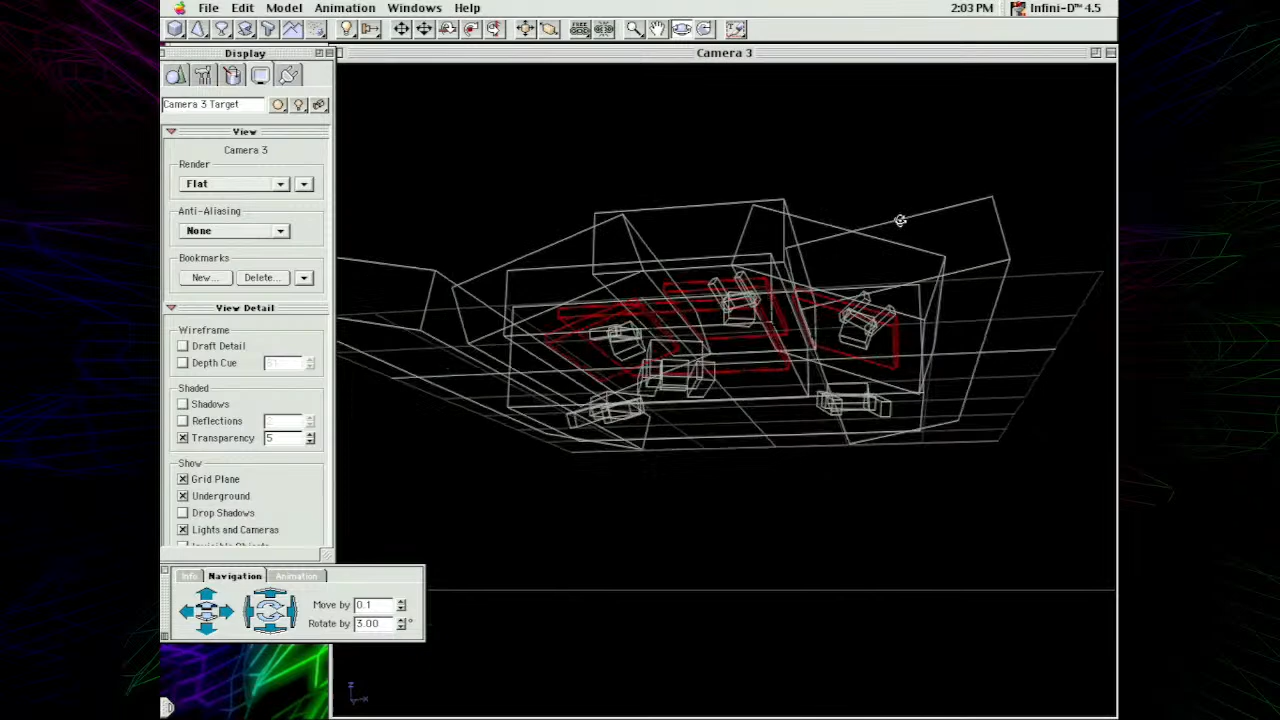 File Edit Model Animation Windows Help 2:03 PM Infini-D™ 4.5
Display
Camera 3
Camera 3 Target
View
Camera 3
Render
Flat
Anti-Aliasing
None
Bookmarks
New...
Delete...
View Detail
Wireframe
Draft Detail
Depth Cue
Shaded
Shadows
Reflections
Transparency 5
Show
Grid Plane
Underground
Drop Shadows
Lights and Cameras
Info Navigation Animation
Move by 0.1
Rotate by 3.00 °
z
x